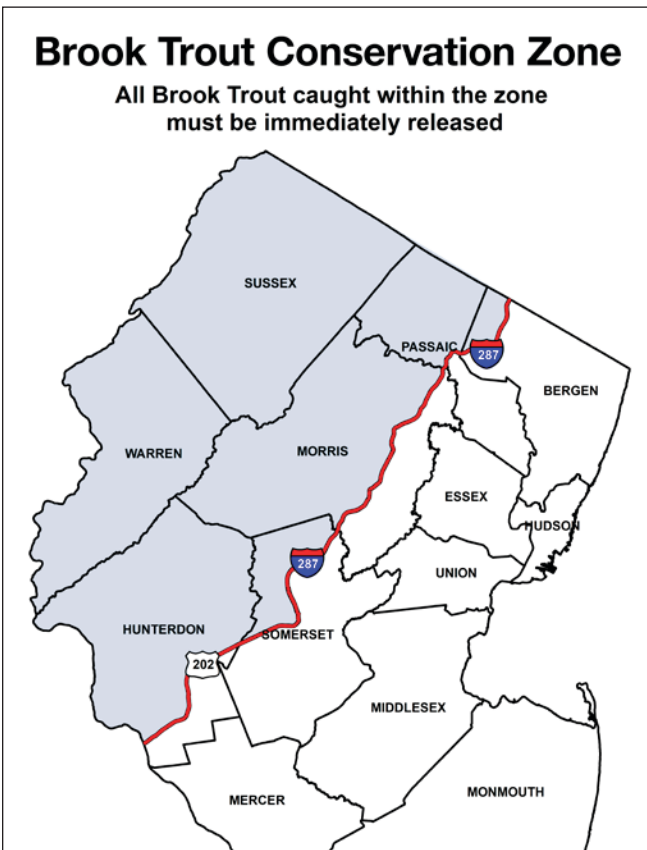 Brook Trout Conservation Zone
All Brook Trout caught within the zone
must be immediately released
SUSSEX
PASSAIC
287
BERGEN
WARREN
MORRIS
ESSEX
HUDSON
287
UNION
HUNTERDON
SOMERSET
202
MIDDLESEX
MERCER
MONMOUTH